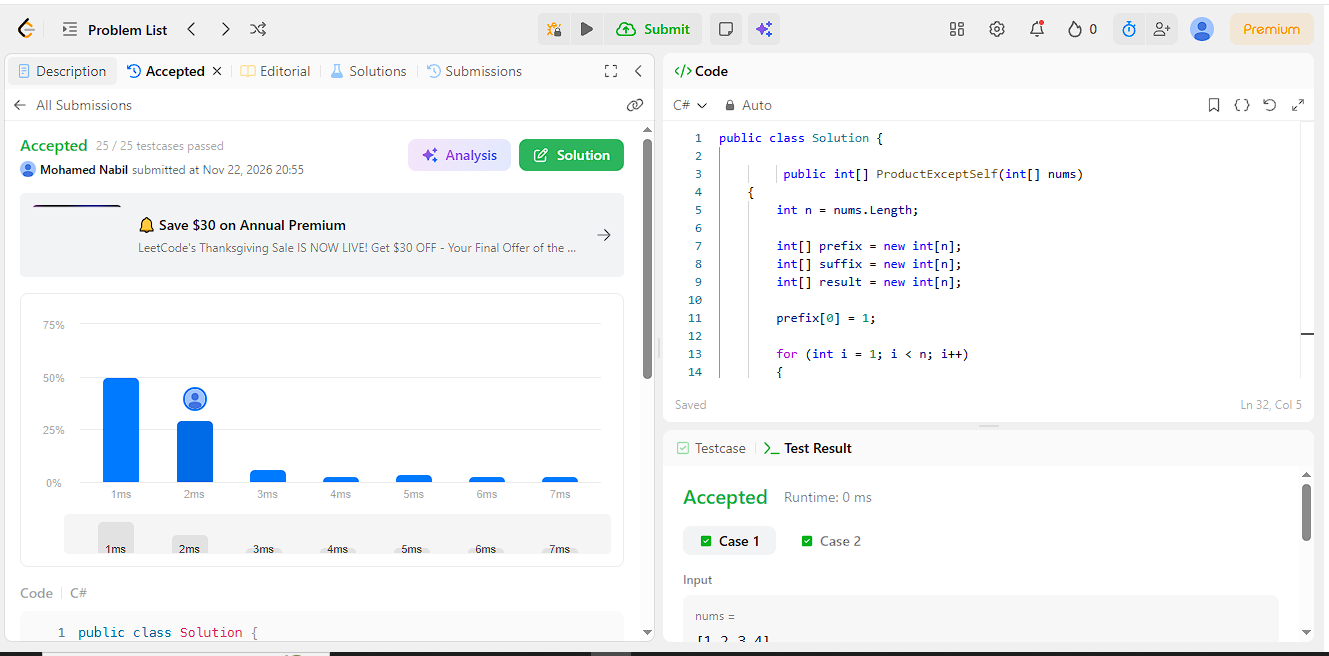 Problem List
Submit
0
Premium
Description
Accepted
Editorial
Solutions
Submissions
All Submissions
Accepted 25 / 25 testcases passed
Mohamed Nabil submitted at Nov 22, 2026 20:55
Analysis
Solution
Save $30 on Annual Premium
LeetCode's Thanksgiving Sale IS NOW LIVE! Get $30 OFF - Your Final Offer of the ...
75%
50%
25%
0%
1ms 2ms 3ms 4ms 5ms 6ms 7ms
1ms 2ms 3ms 4ms 5ms 6ms 7ms
Code C#
1 public class Solution {
</> Code
C# Auto
1 public class Solution {
2
3 public int[] ProductExceptSelf(int[] nums)
4 {
5 int n = nums.Length;
6
7 int[] prefix = new int[n];
8 int[] suffix = new int[n];
9 int[] result = new int[n];
10
11 prefix[0] = 1;
12
13 for (int i = 1; i < n; i++)
14 {
Saved Ln 32, Col 5
Testcase
Test Result
Accepted Runtime: 0 ms
Case 1 Case 2
Input
nums =
[1,2,3,4]